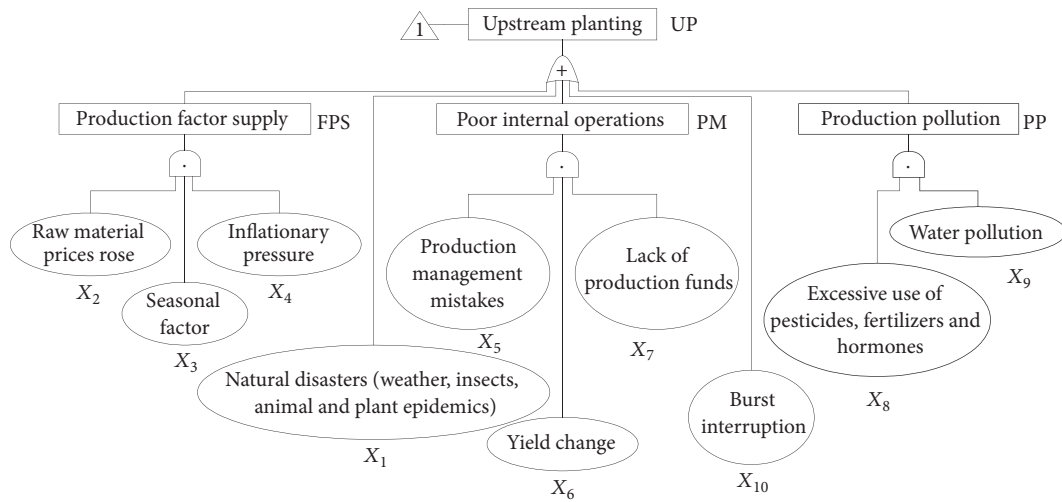 1
Upstream planting UP
+
Production factor supply FPS
Poor internal operations PM
Production pollution PP
.
.
.
Raw material
prices rose
X2
Seasonal
factor
X3
Inflationary
pressure
X4
Natural disasters (weather, insects,
animal and plant epidemics)
X1
Production
management
mistakes
X5
Yield change
X6
Lack of
production funds
X7
Burst
interruption
X10
Excessive use of
pesticides, fertilizers and
hormones
X8
Water pollution
X9